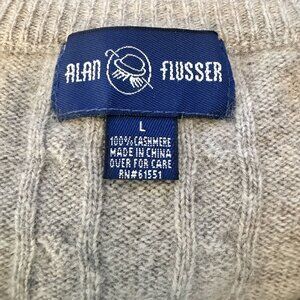 ALAN FLUSSER
L
100% CASHMERE
MADE IN CHINA
OVER FOR CARE
RN#61551